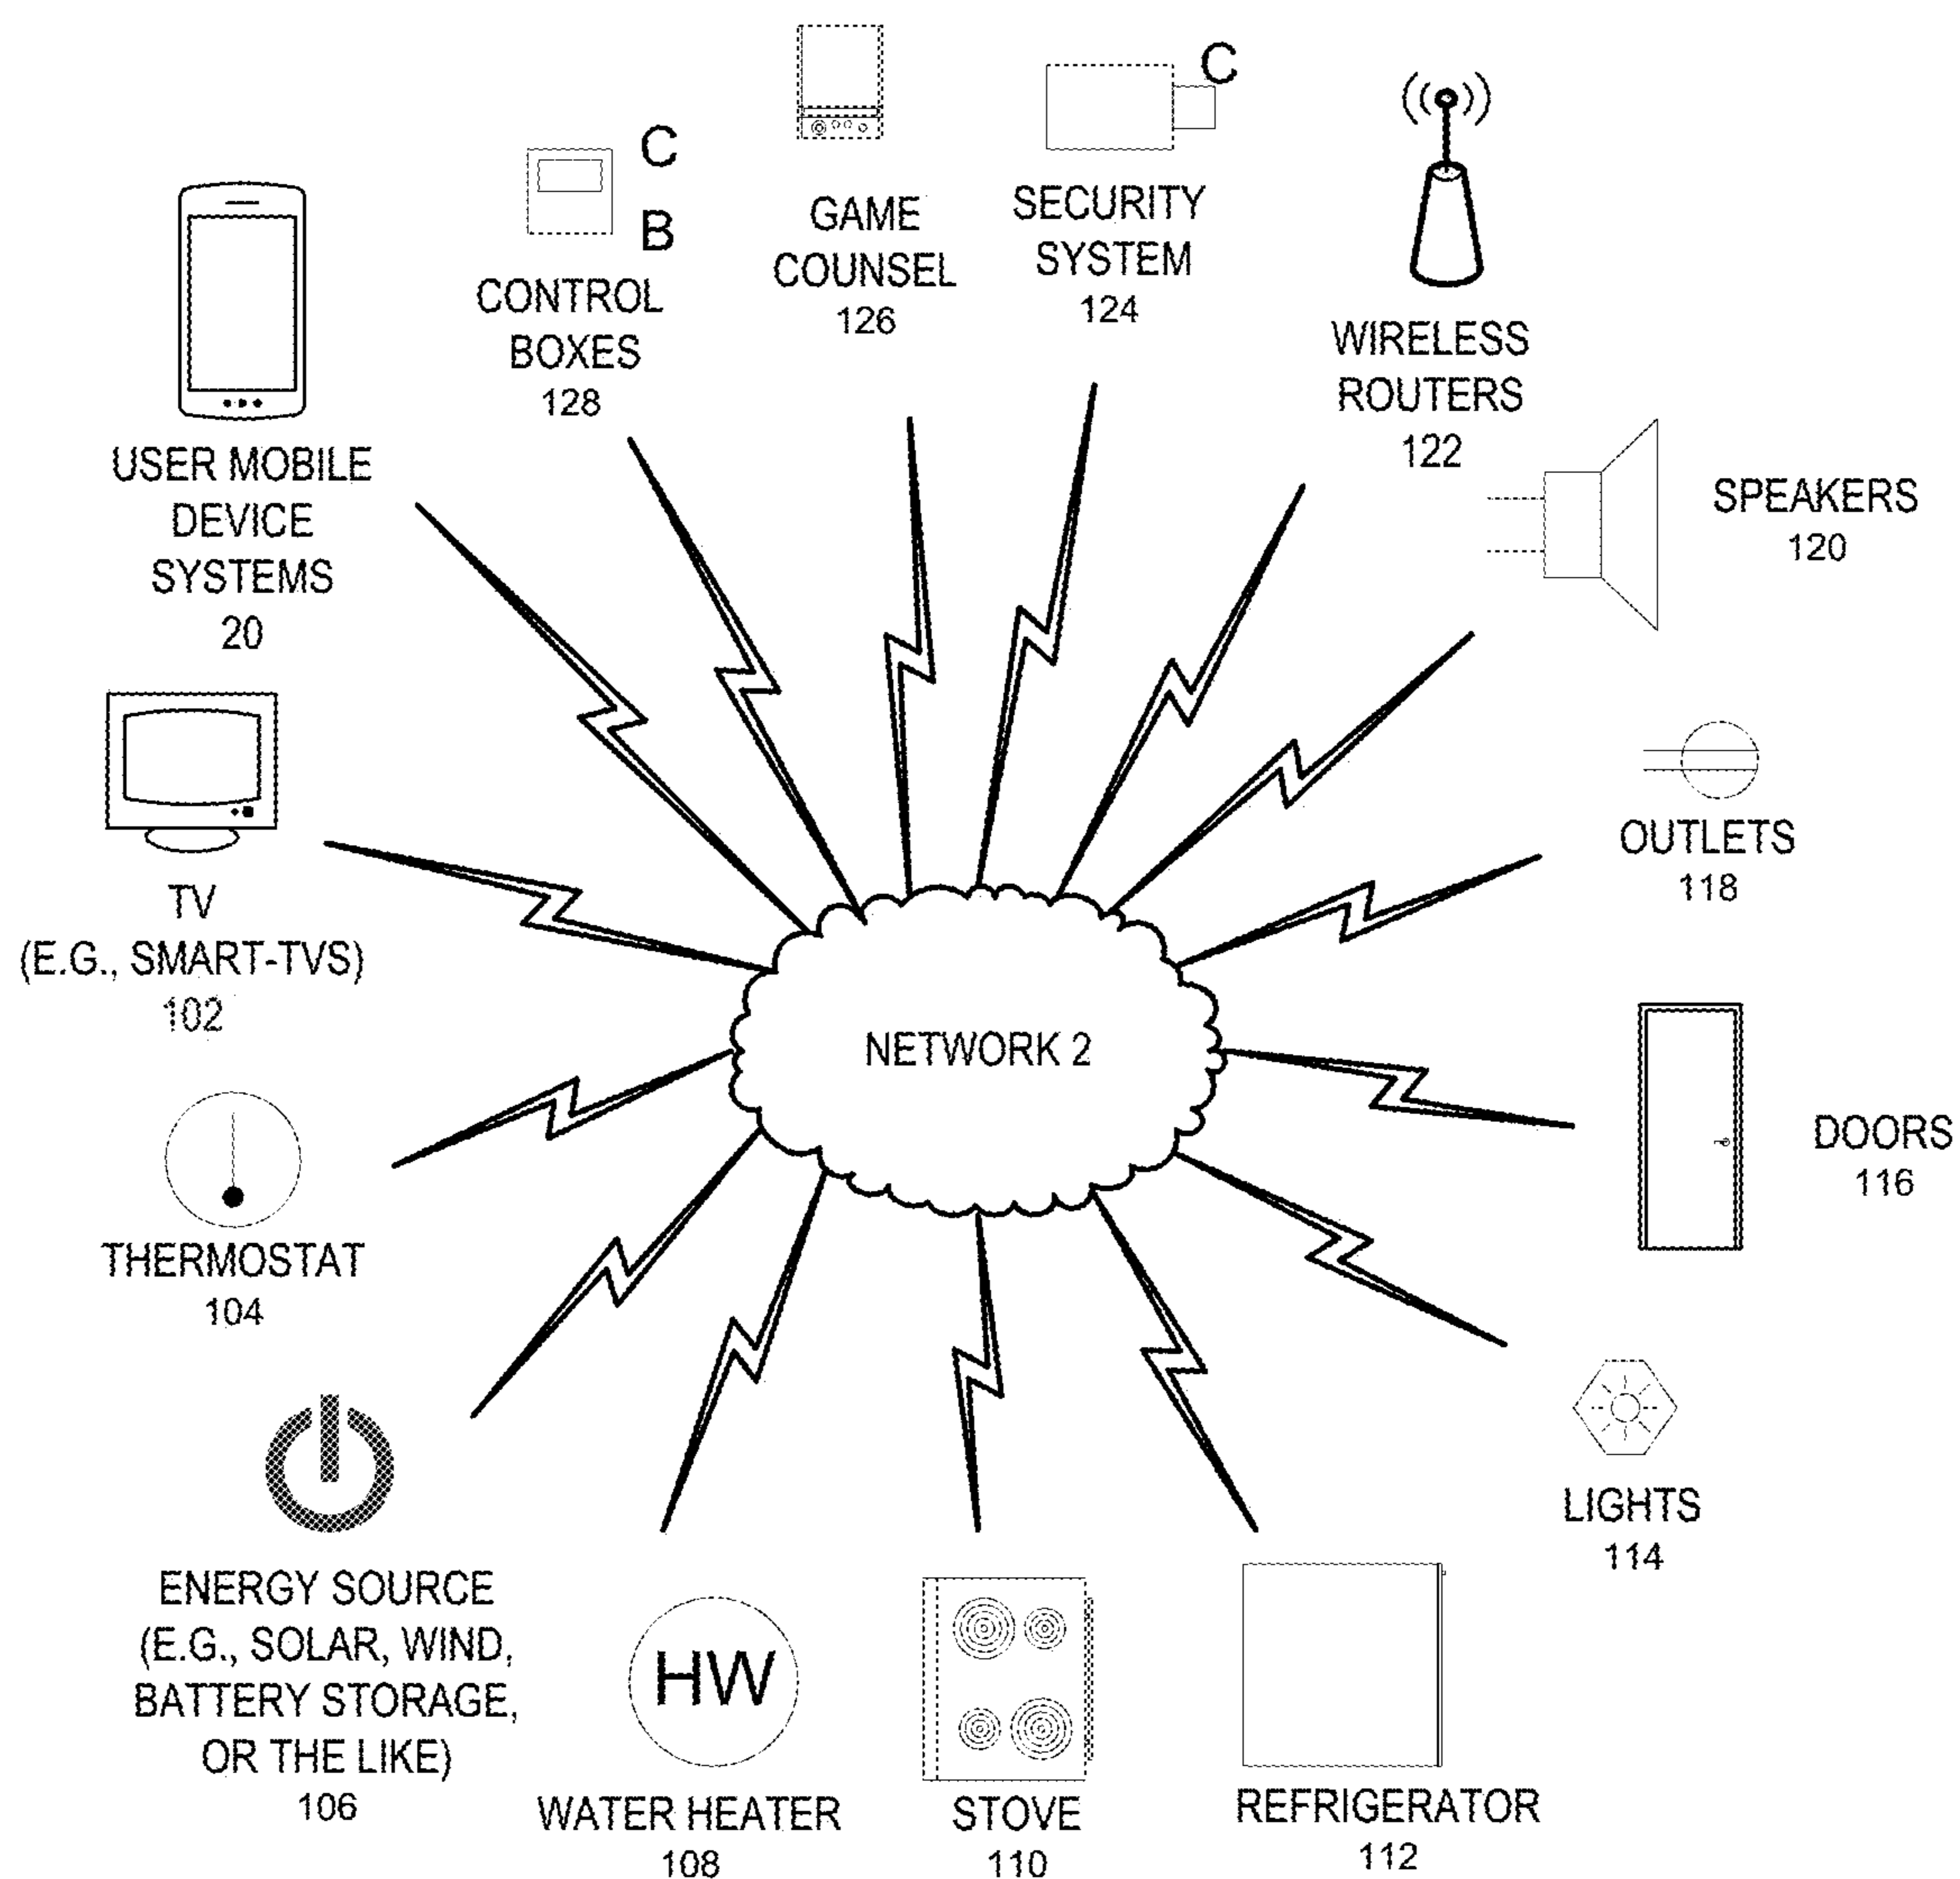 C
B
CONTROL
BOXES
128
GAME
COUNSEL
126
C
SECURITY
SYSTEM
124
WIRELESS
ROUTERS
122
SPEAKERS
120
OUTLETS
118
DOORS
116
LIGHTS
114
REFRIGERATOR
112
STOVE
110
HW
WATER HEATER
108
ENERGY SOURCE
(E.G., SOLAR, WIND,
BATTERY STORAGE,
OR THE LIKE)
106
THERMOSTAT
104
TV
(E.G., SMART-TVS)
102
USER MOBILE
DEVICE
SYSTEMS
20
NETWORK 2